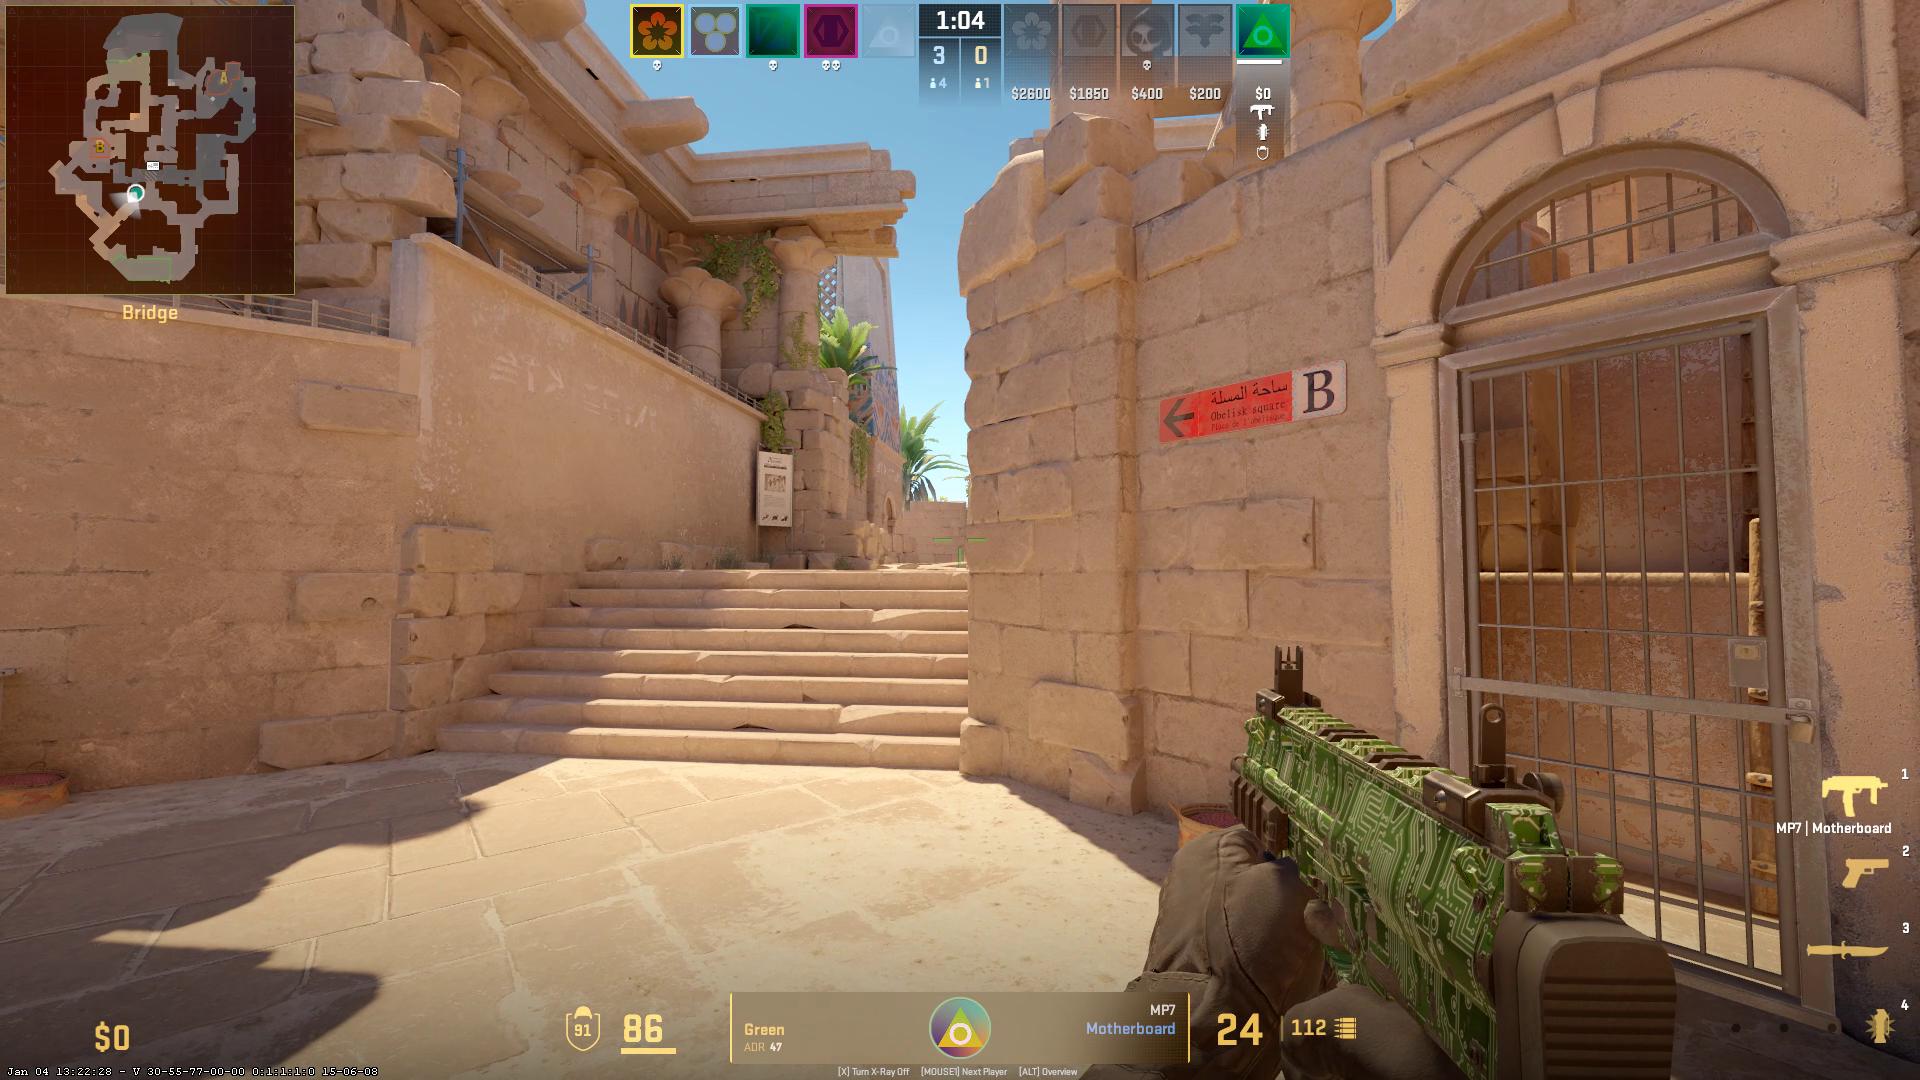 1:04
3 0
4 1
$2600 $1850 $400 $200 $0
A
B
Bridge
ساحة المسلة
Obelisk square
Place de l'obélisque
B
1
MP7 | Motherboard
2
3
4
$0
91 86
Green
ADR 47
MP7
Motherboard
24 112
[X] Turn X-Ray Off [MOUSE1] Next Player [ALT] Overview
Jan 04 13:22:28 - V 30-55-77-00-00 0:1:1:1:0 15-06-08